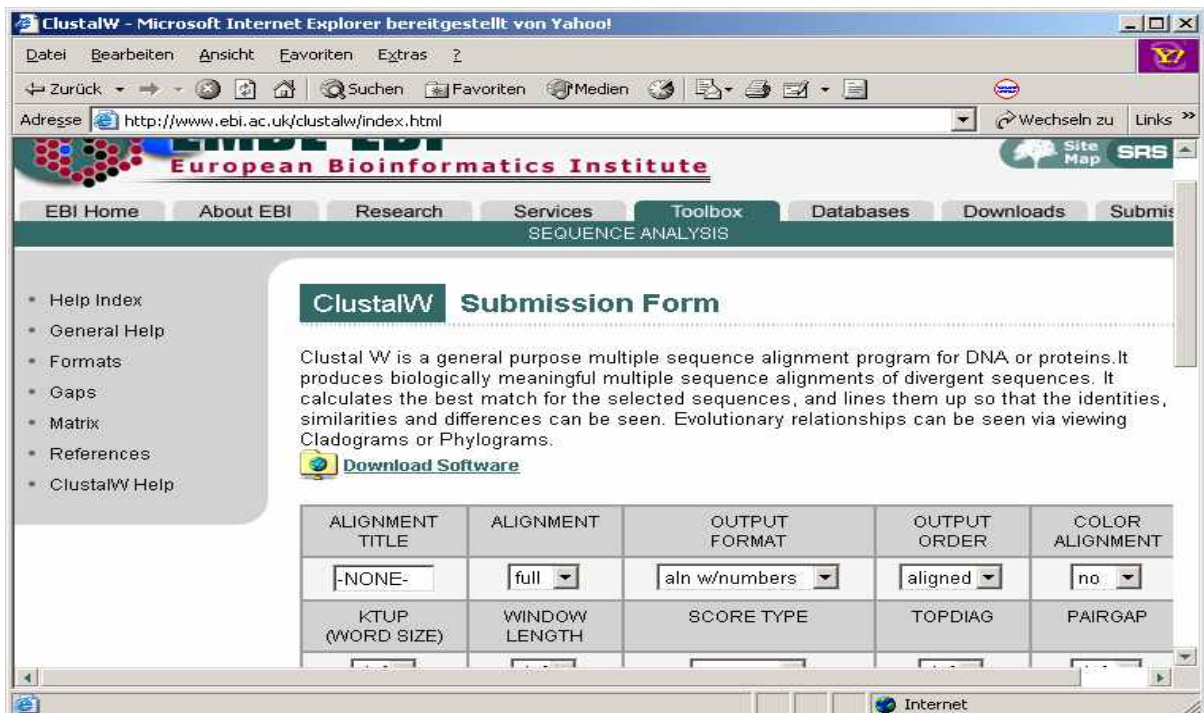 ClustalW - Microsoft Internet Explorer bereitgestellt von Yahoo!
Datei Bearbeiten Ansicht Favoriten Extras ?
Zurück Suchen Favoriten Medien
Adresse http://www.ebi.ac.uk/clustalw/index.html Wechseln zu Links »
European Bioinformatics Institute
Site Map SRS
EBI Home About EBI Research Services Toolbox Databases Downloads
SEQUENCE ANALYSIS
Help Index
General Help
Formats
Gaps
Matrix
References
ClustalW Help
ClustalW Submission Form
Clustal W is a general purpose multiple sequence alignment program for DNA or proteins.It
produces biologically meaningful multiple sequence alignments of divergent sequences. It
calculates the best match for the selected sequences, and lines them up so that the identities,
similarities and differences can be seen. Evolutionary relationships can be seen via viewing
Cladograms or Phylograms.
Download Software
ALIGNMENT TITLE ALIGNMENT OUTPUT FORMAT OUTPUT ORDER COLOR ALIGNMENT
-NONE- full aln w/numbers aligned no
KTUP (WORD SIZE) WINDOW LENGTH SCORE TYPE TOPDIAG PAIRGAP
Internet